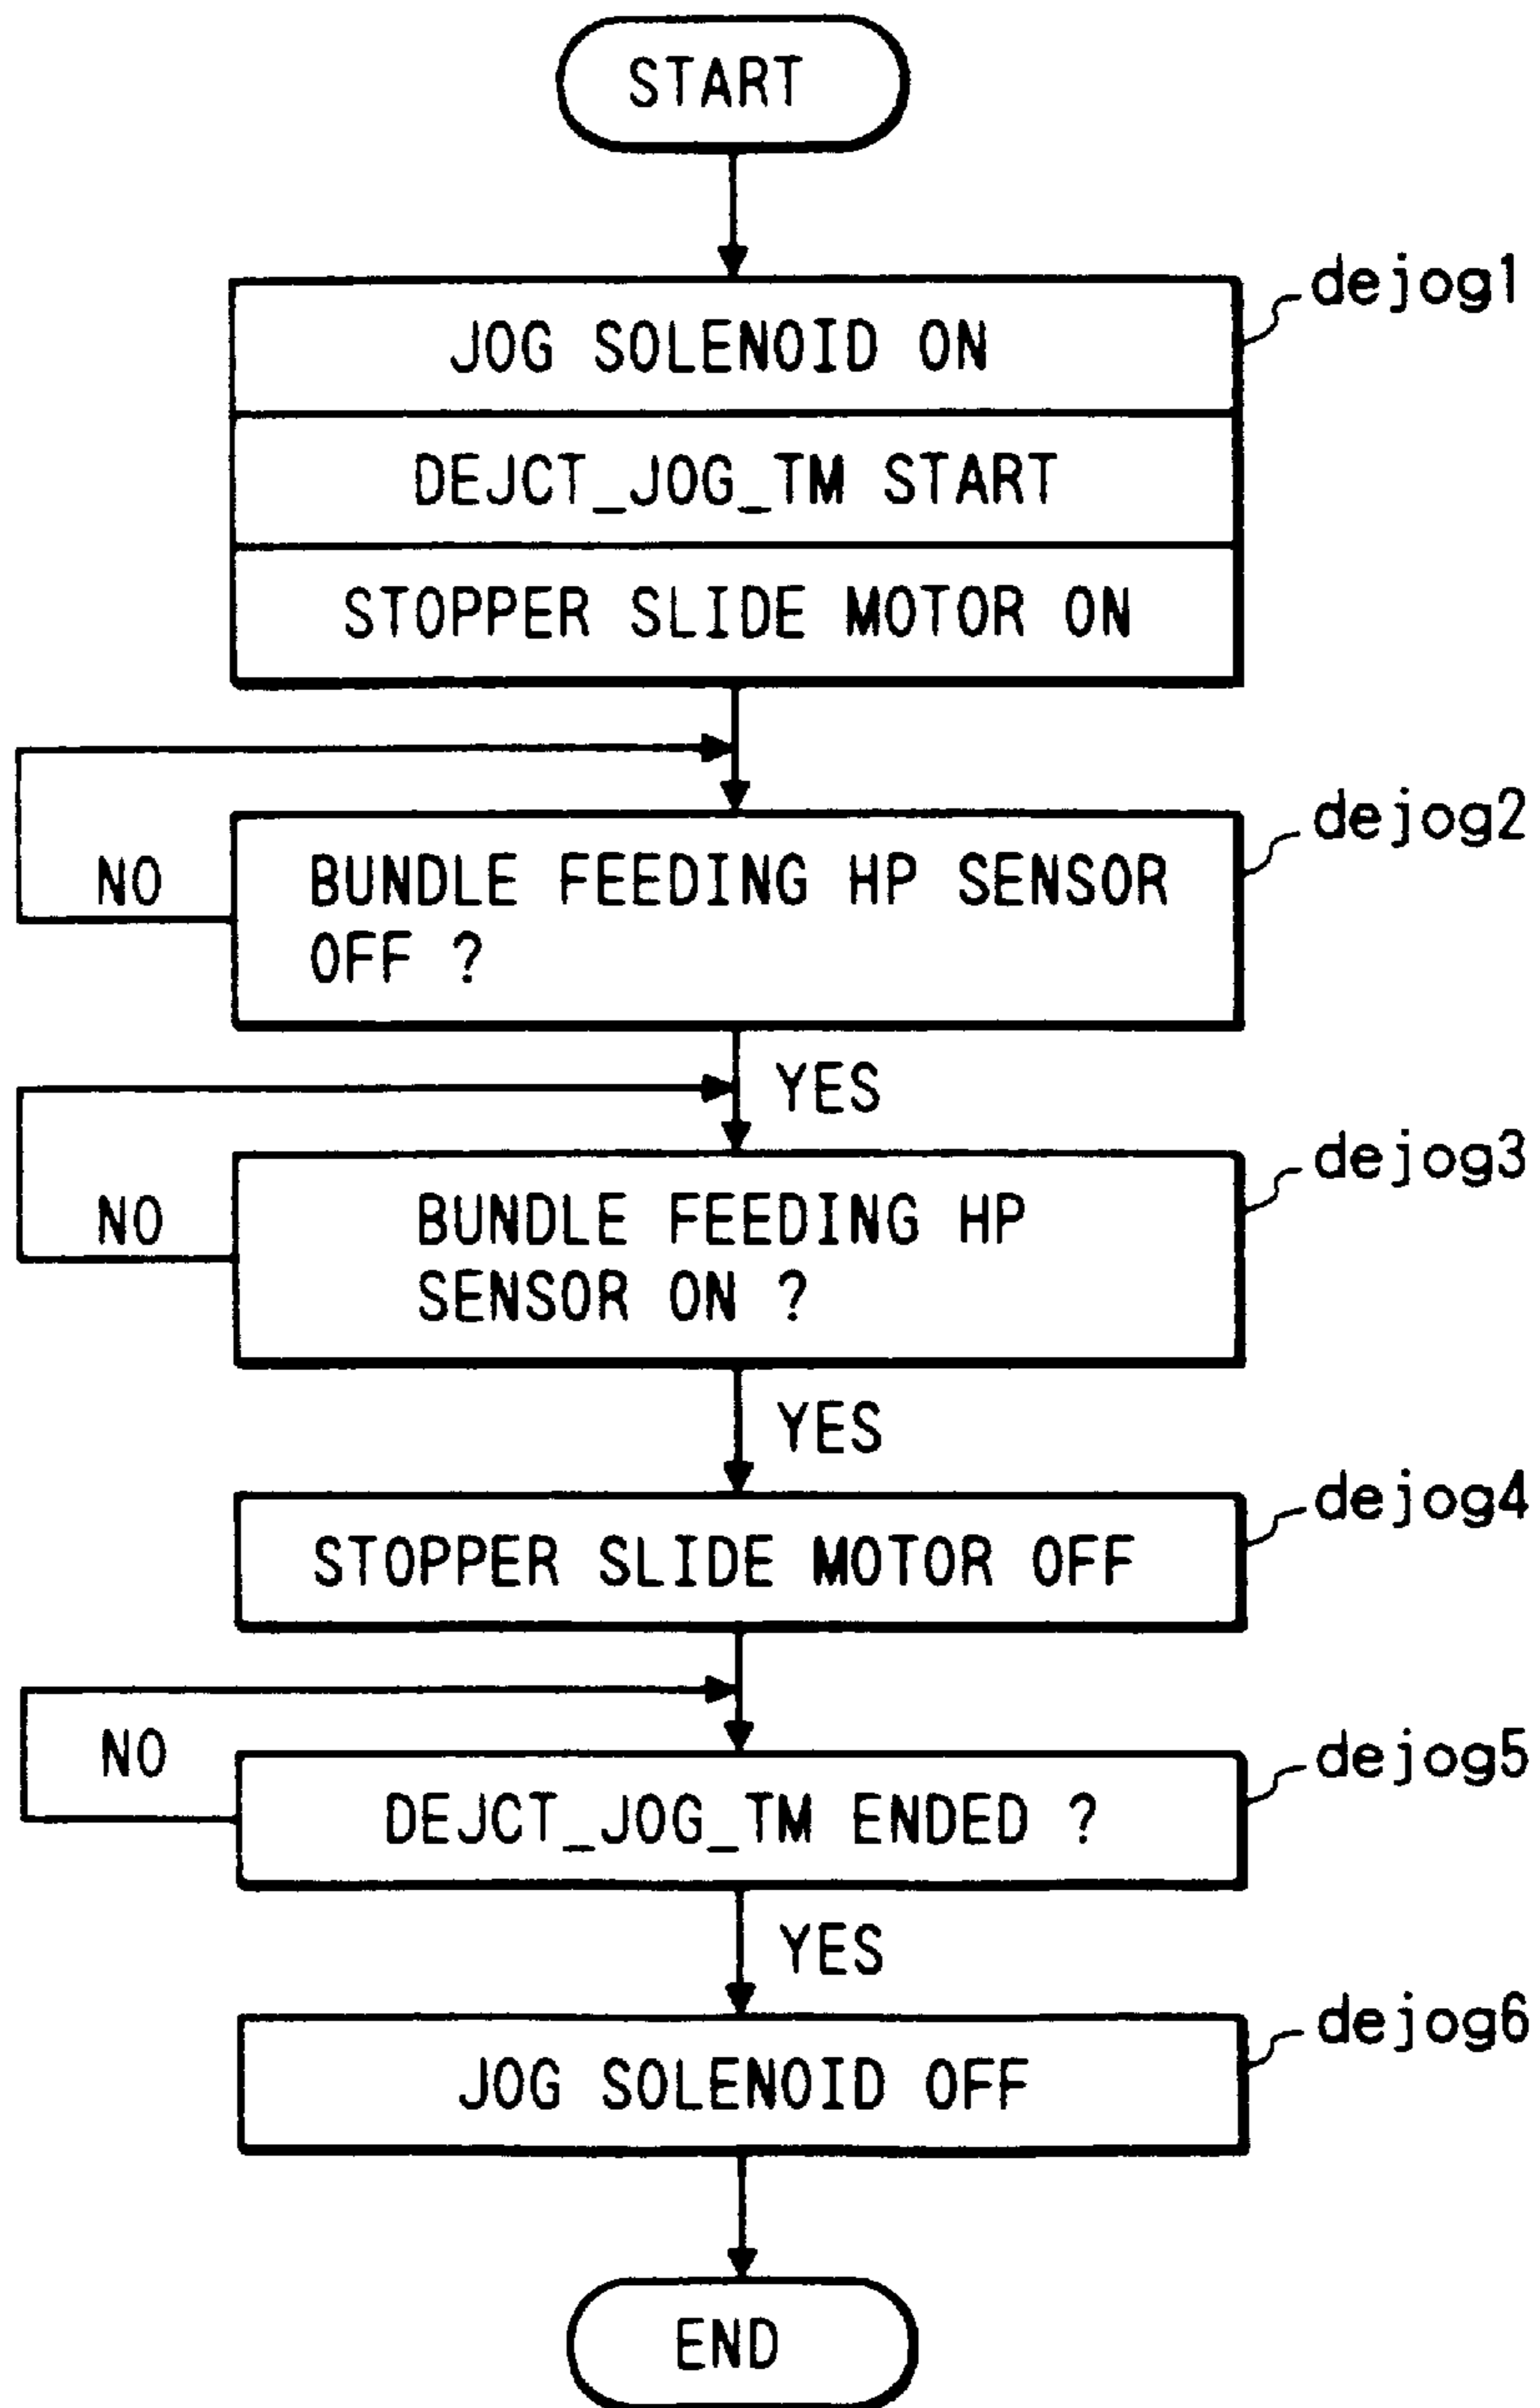 START
dejog1
JOG SOLENOID ON
DEJCT_JOG_TM START
STOPPER SLIDE MOTOR ON
dejog2
NO
BUNDLE FEEDING HP SENSOR
OFF ?
YES
dejog3
NO
BUNDLE FEEDING HP
SENSOR ON ?
YES
dejog4
STOPPER SLIDE MOTOR OFF
NO
dejog5
DEJCT_JOG_TM ENDED ?
YES
dejog6
JOG SOLENOID OFF
END